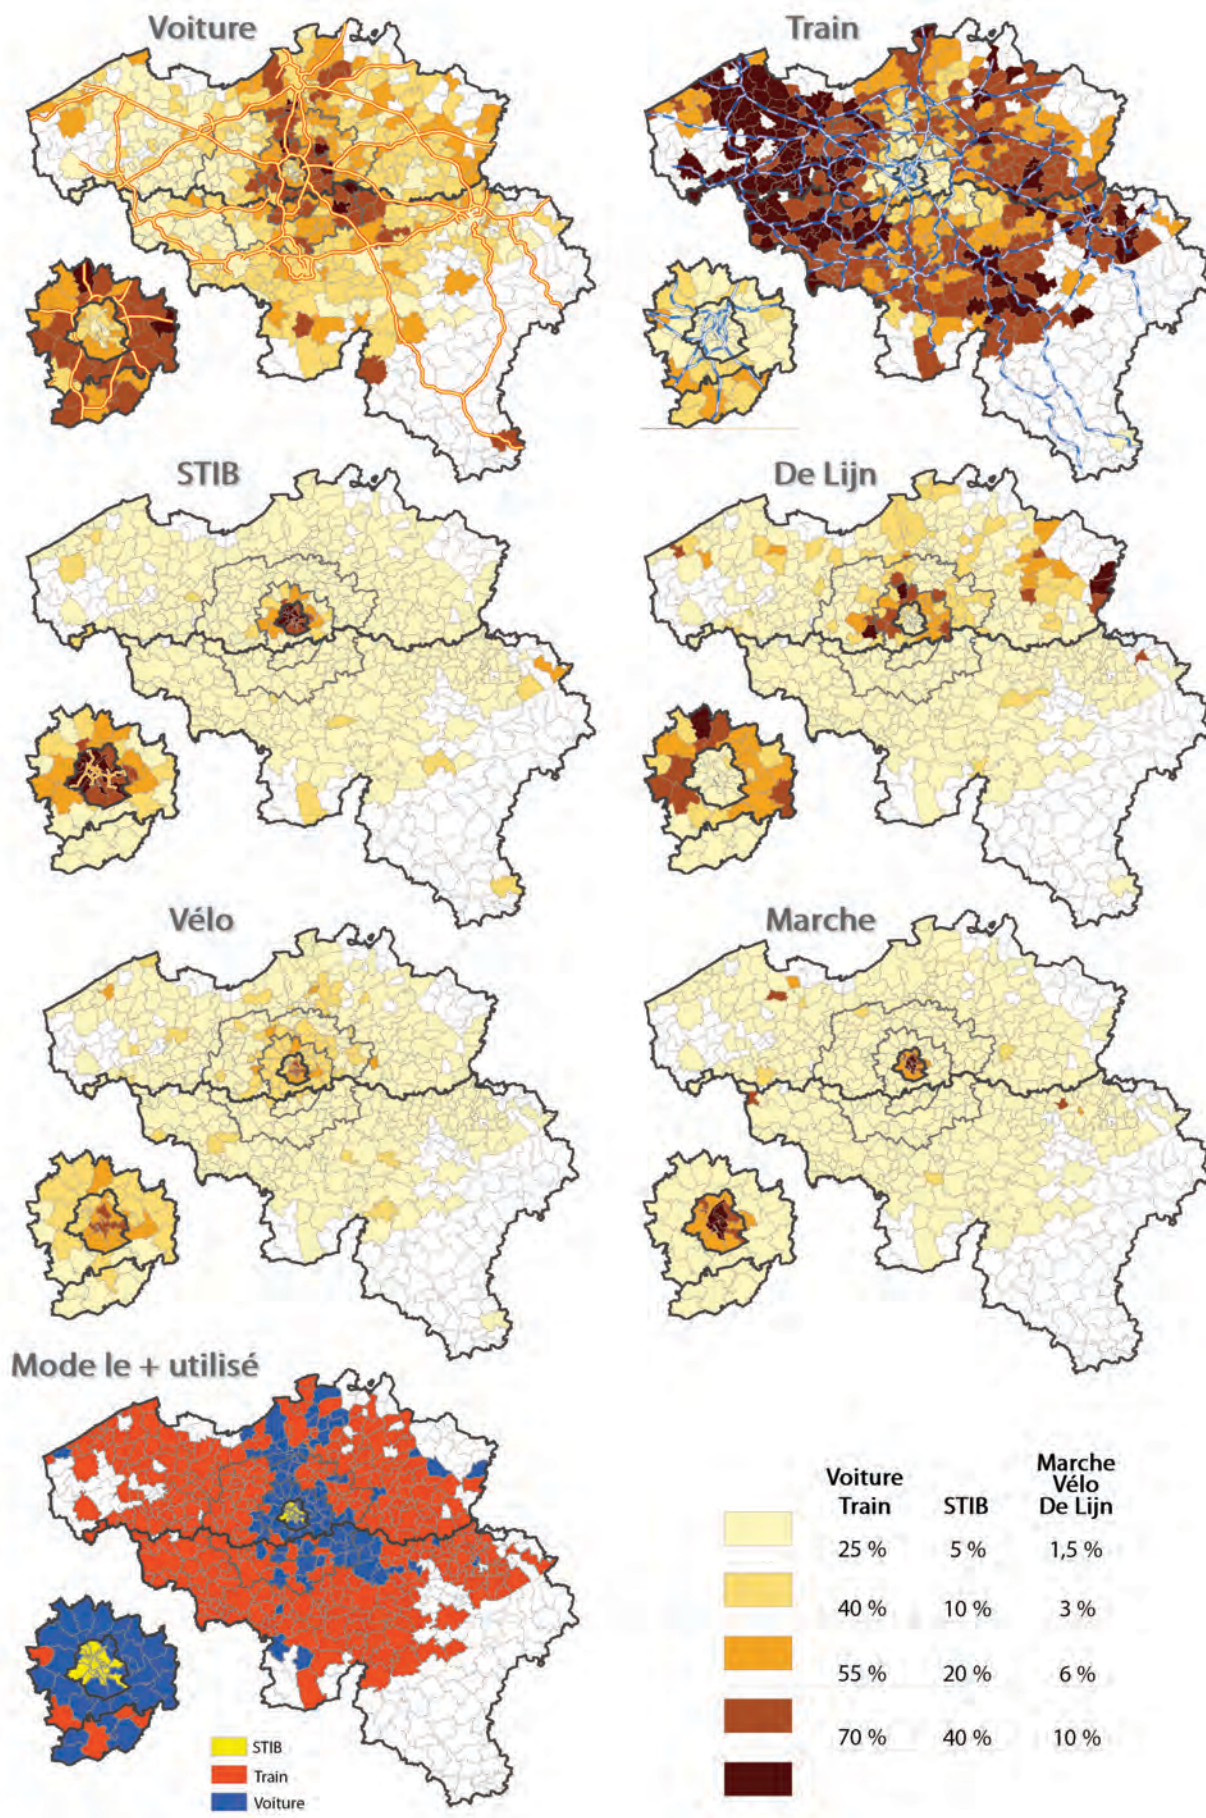 Voiture
Train
STIB
De Lijn
Vélo
Marche
Mode le + utilisé
STIB
Train
Voiture
Voiture
Train
STIB
Marche
Vélo
De Lijn
25 % 5 % 1,5 %
40 % 10 % 3 %
55 % 20 % 6 %
70 % 40 % 10 %